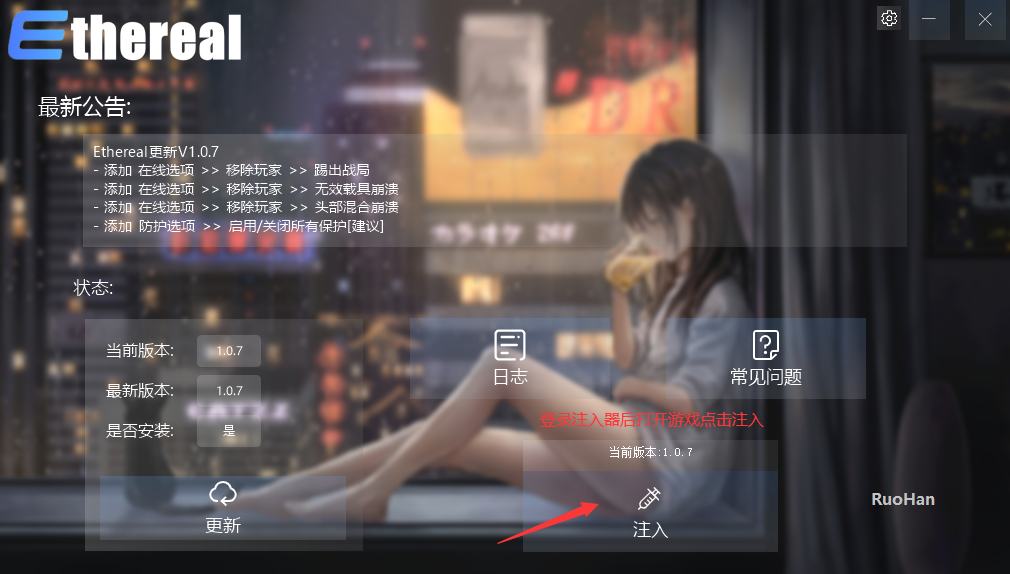 Ethereal
最新公告:
Ethereal更新V1.0.7
- 添加 在线选项 >> 移除玩家 >> 踢出战局
- 添加 在线选项 >> 移除玩家 >> 无效载具崩溃
- 添加 在线选项 >> 移除玩家 >> 头部混合崩溃
- 添加 防护选项 >> 启用/关闭所有保护[建议]
DR
カラオケ
状态:
当前版本: 1.0.7
最新版本: 1.0.7
是否安装: 是
更新
日志
常见问题
登录注入器后打开游戏点击注入
当前版本:1.0.7
注入
RuoHan